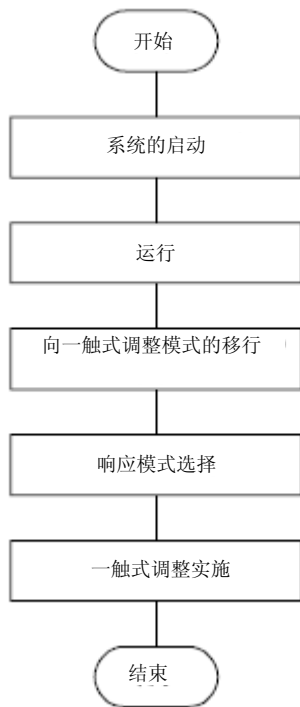 开始
系统的启动
运行
向一触式调整模式的移行
响应模式选择
一触式调整实施
结束